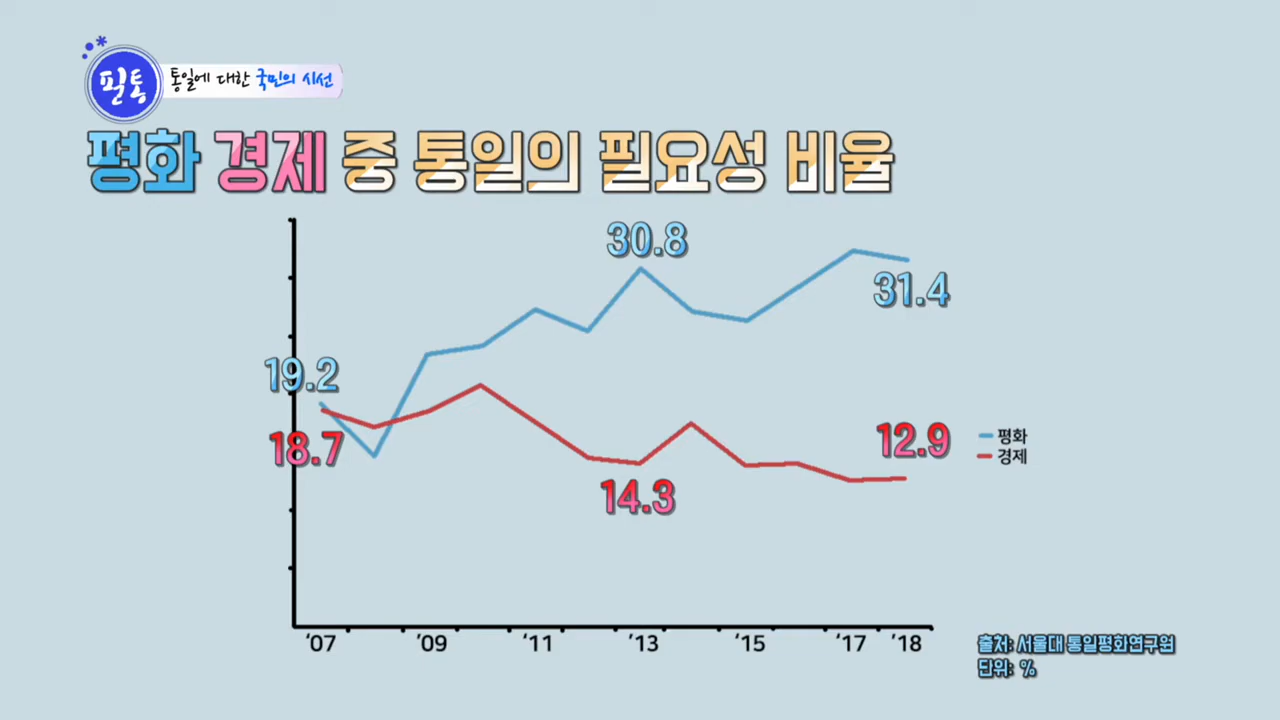 필통
통일에 대한 국민의 시선
평화 경제 중 통일의 필요성 비율
30.8
31.4
19.2
18.7
12.9
14.3
평화
경제
'07 '09 '11 '13 '15 '17 '18
출처: 서울대 통일평화연구원
단위: %